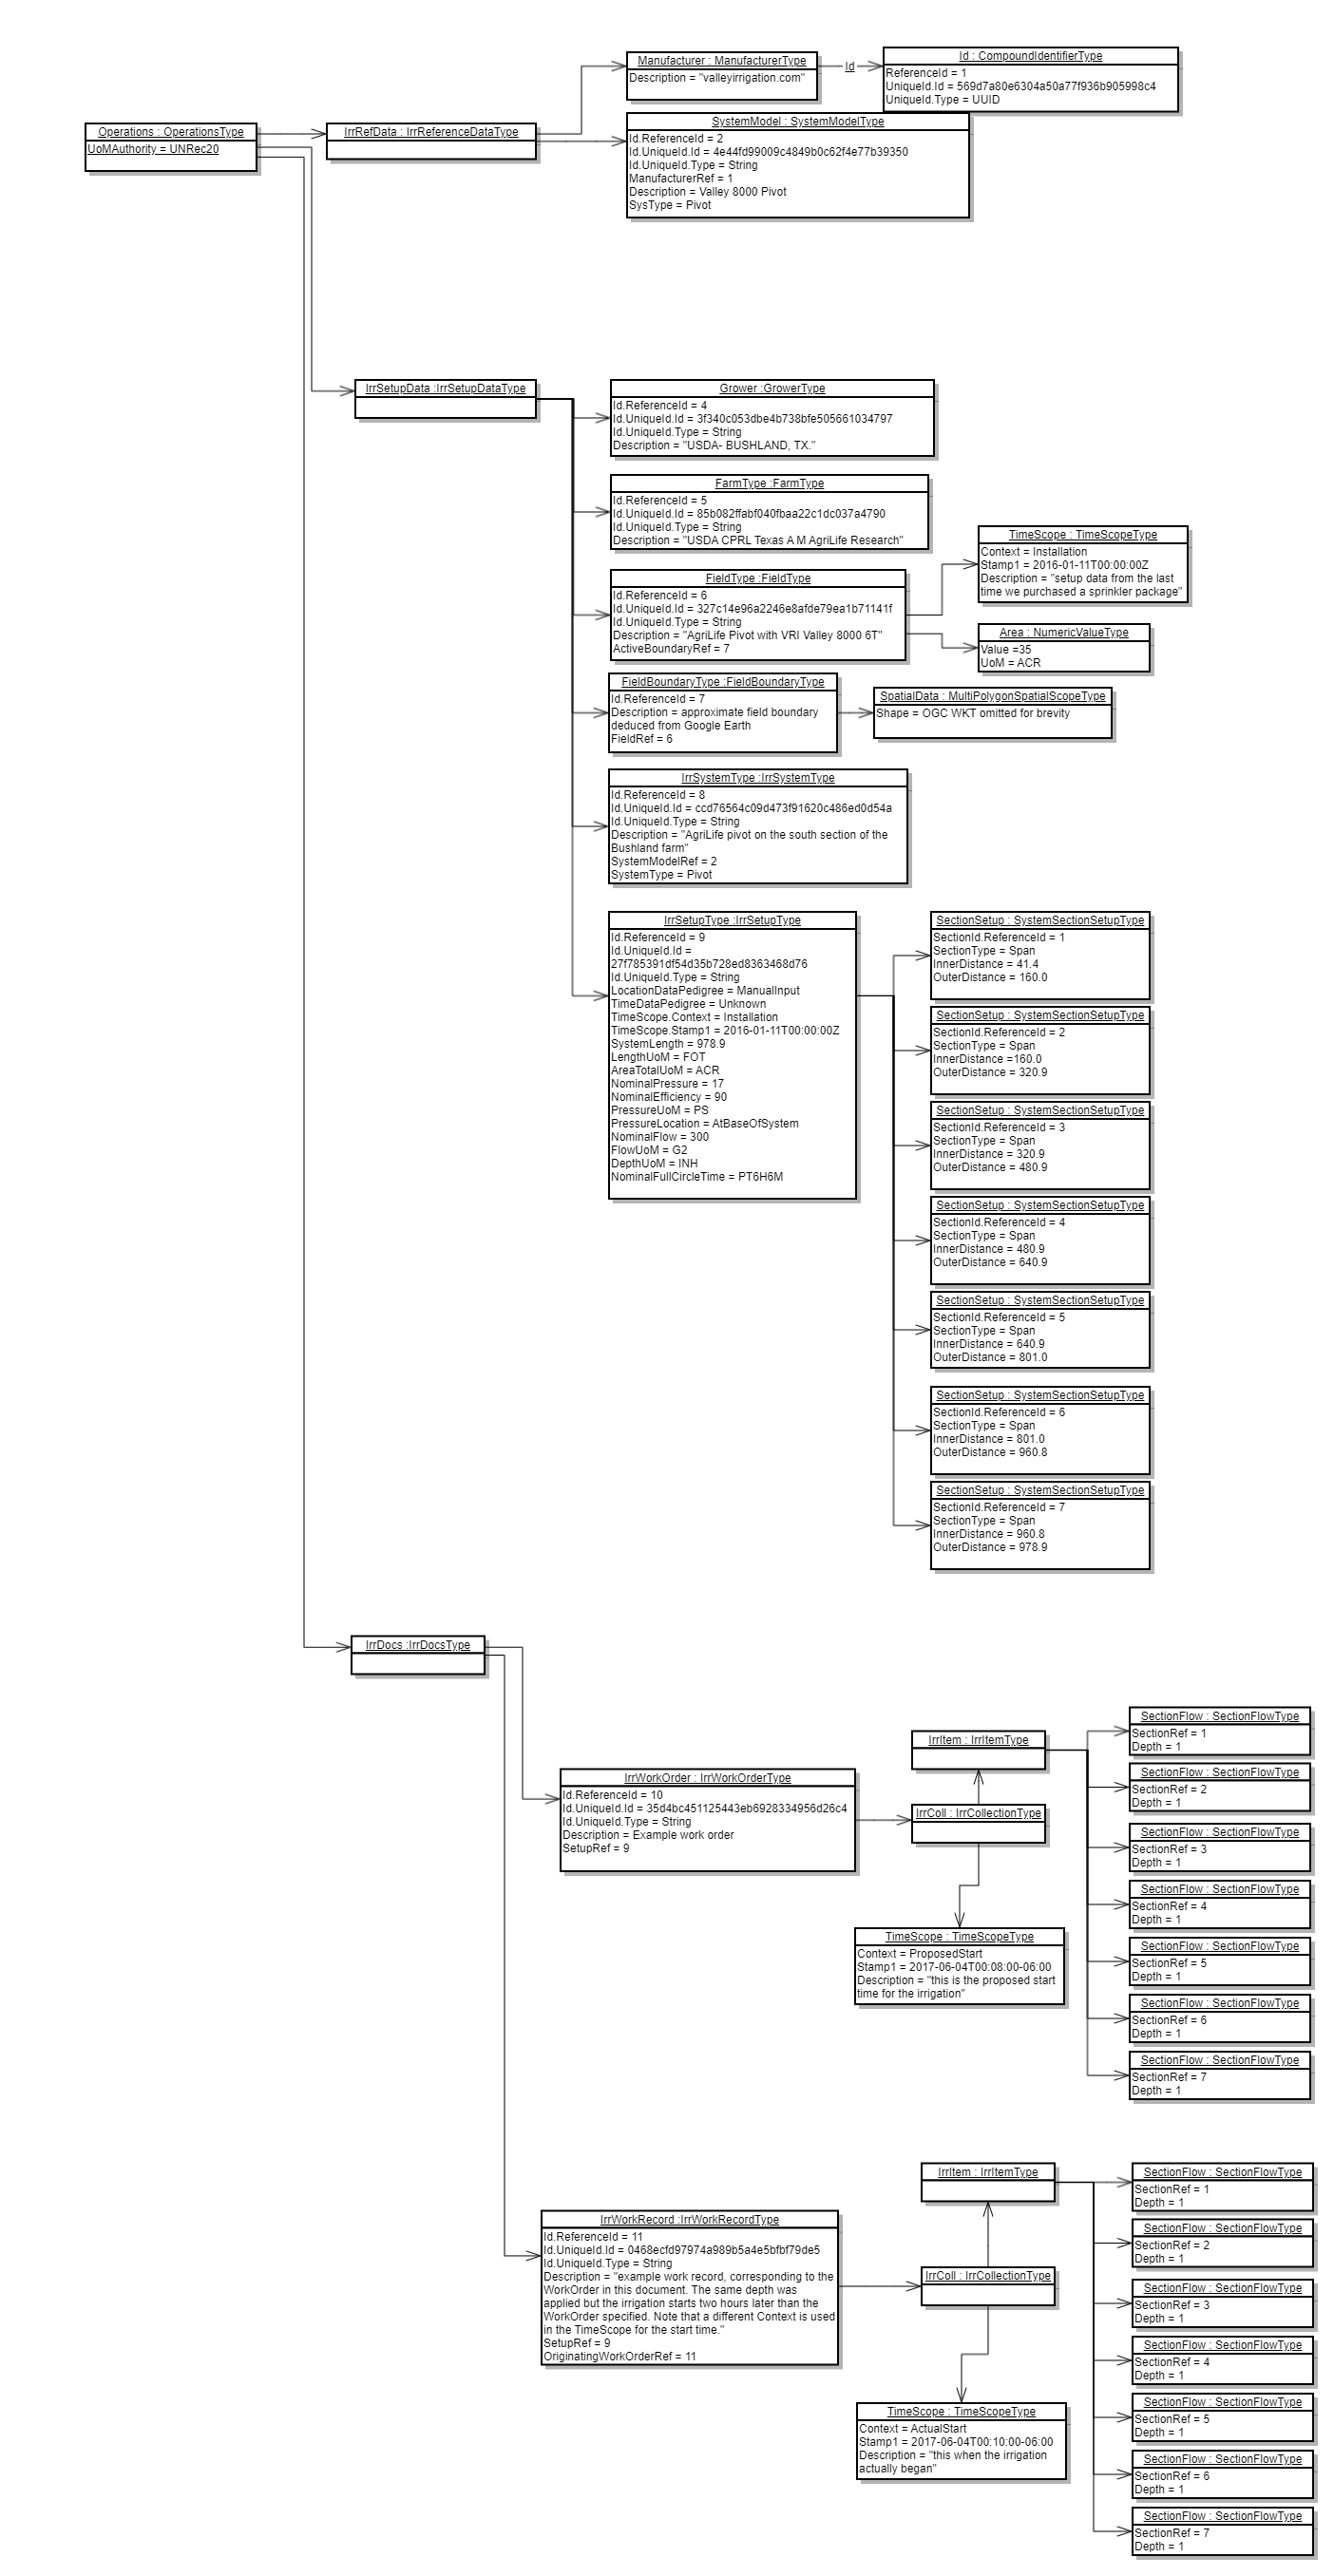 Manufacturer : ManufacturerType
Description = "valleyirrigation.com"
Id
Id : CompoundIdentifierType
ReferenceId = 1
UniqueId.Id = 569d7a80e6304a50a77f936b905998c4
UniqueId.Type = UUID
Operations : OperationsType
UoMAuthority = UNRec20
IrrRefData : IrrReferenceDataType
SystemModel : SystemModelType
Id.ReferenceId = 2
Id.UniqueId.Id = 4e44fd99009c4849b0c62f4e77b39350
Id.UniqueId.Type = String
ManufacturerRef = 1
Description = Valley 8000 Pivot
SysType = Pivot
IrrSetupData :IrrSetupDataType
Grower :GrowerType
Id.ReferenceId = 4
Id.UniqueId.Id = 3f340c053dbe4b738bfe505661034797
Id.UniqueId.Type = String
Description = "USDA- BUSHLAND, TX."
FarmType :FarmType
Id.ReferenceId = 5
Id.UniqueId.Id = 85b082ffabf040fbaa22c1dc037a4790
Id.UniqueId.Type = String
Description = "USDA CPRL Texas A M AgriLife Research"
FieldType :FieldType
Id.ReferenceId = 6
Id.UniqueId.Id = 327c14e96a2246e8afde79ea1b71141f
Id.UniqueId.Type = String
Description = "AgriLife Pivot with VRI Valley 8000 6T"
ActiveBoundaryRef = 7
TimeScope : TimeScopeType
Context = Installation
Stamp1 = 2016-01-11T00:00:00Z
Description = "setup data from the last
time we purchased a sprinkler package"
Area : NumericValueType
Value =35
UoM = ACR
FieldBoundaryType :FieldBoundaryType
Id.ReferenceId = 7
Description = approximate field boundary
deduced from Google Earth
FieldRef = 6
SpatialData : MultiPolygonSpatialScopeType
Shape = OGC WKT omitted for brevity
IrrSystemType :IrrSystemType
Id.ReferenceId = 8
Id.UniqueId.Id = ccd76564c09d473f91620c486ed0d54a
Id.UniqueId.Type = String
Description = "AgriLife pivot on the south section of the
Bushland farm"
SystemModelRef = 2
SystemType = Pivot
IrrSetupType :IrrSetupType
Id.ReferenceId = 9
Id.UniqueId.Id =
27f785391df54d35b728ed8363468d76
Id.UniqueId.Type = String
LocationDataPedigree = ManualInput
TimeDataPedigree = Unknown
TimeScope.Context = Installation
TimeScope.Stamp1 = 2016-01-11T00:00:00Z
SystemLength = 978.9
LengthUoM = FOT
AreaTotalUoM = ACR
NominalPressure = 17
NominalEfficiency = 90
PressureUoM = PS
PressureLocation = AtBaseOfSystem
NominalFlow = 300
FlowUoM = G2
DepthUoM = INH
NominalFullCircleTime = PT6H6M
SectionSetup : SystemSectionSetupType
SectionId.ReferenceId = 1
SectionType = Span
InnerDistance = 41.4
OuterDistance = 160.0
SectionSetup : SystemSectionSetupType
SectionId.ReferenceId = 2
SectionType = Span
InnerDistance =160.0
OuterDistance = 320.9
SectionSetup : SystemSectionSetupType
SectionId.ReferenceId = 3
SectionType = Span
InnerDistance = 320.9
OuterDistance = 480.9
SectionSetup : SystemSectionSetupType
SectionId.ReferenceId = 4
SectionType = Span
InnerDistance = 480.9
OuterDistance = 640.9
SectionSetup : SystemSectionSetupType
SectionId.ReferenceId = 5
SectionType = Span
InnerDistance = 640.9
OuterDistance = 801.0
SectionSetup : SystemSectionSetupType
SectionId.ReferenceId = 6
SectionType = Span
InnerDistance = 801.0
OuterDistance = 960.8
SectionSetup : SystemSectionSetupType
SectionId.ReferenceId = 7
SectionType = Span
InnerDistance = 960.8
OuterDistance = 978.9
IrrDocs :IrrDocsType
IrrWorkOrder : IrrWorkOrderType
Id.ReferenceId = 10
Id.UniqueId.Id = 35d4bc451125443eb6928334956d26c4
Id.UniqueId.Type = String
Description = Example work order
SetupRef = 9
IrrItem : IrrItemType
IrrColl : IrrCollectionType
TimeScope : TimeScopeType
Context = ProposedStart
Stamp1 = 2017-06-04T00:08:00-06:00
Description = "this is the proposed start
time for the irrigation"
SectionFlow : SectionFlowType
SectionRef = 1
Depth = 1
SectionFlow : SectionFlowType
SectionRef = 2
Depth = 1
SectionFlow : SectionFlowType
SectionRef = 3
Depth = 1
SectionFlow : SectionFlowType
SectionRef = 4
Depth = 1
SectionFlow : SectionFlowType
SectionRef = 5
Depth = 1
SectionFlow : SectionFlowType
SectionRef = 6
Depth = 1
SectionFlow : SectionFlowType
SectionRef = 7
Depth = 1
IrrWorkRecord :IrrWorkRecordType
Id.ReferenceId = 11
Id.UniqueId.Id = 0468ecfd97974a989b5a4e5bfbf79de5
Id.UniqueId.Type = String
Description = "example work record, corresponding to the
WorkOrder in this document. The same depth was
applied but the irrigation starts two hours later than the
WorkOrder specified. Note that a different Context is used
in the TimeScope for the start time."
SetupRef = 9
OriginatingWorkOrderRef = 11
IrrItem : IrrItemType
IrrColl : IrrCollectionType
TimeScope : TimeScopeType
Context = ActualStart
Stamp1 = 2017-06-04T00:10:00-06:00
Description = "this when the irrigation
actually began"
SectionFlow : SectionFlowType
SectionRef = 1
Depth = 1
SectionFlow : SectionFlowType
SectionRef = 2
Depth = 1
SectionFlow : SectionFlowType
SectionRef = 3
Depth = 1
SectionFlow : SectionFlowType
SectionRef = 4
Depth = 1
SectionFlow : SectionFlowType
SectionRef = 5
Depth = 1
SectionFlow : SectionFlowType
SectionRef = 6
Depth = 1
SectionFlow : SectionFlowType
SectionRef = 7
Depth = 1